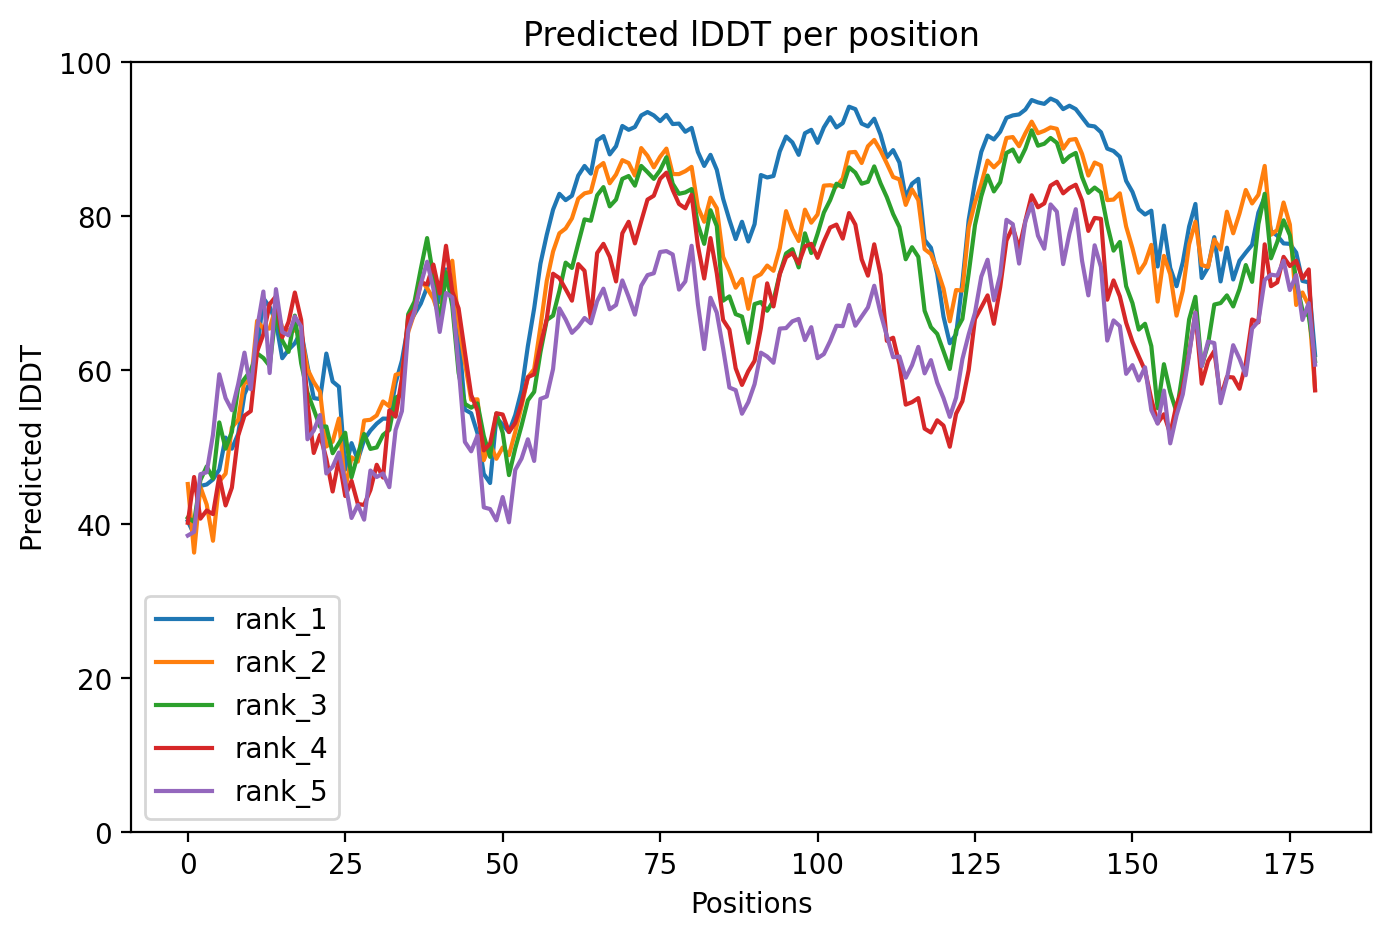 Predicted lDDT per position
100
80
60
40
20
0
Predicted lDDT
rank_1
rank_2
rank_3
rank_4
rank_5
0 25 50 75 100 125 150 175
Positions